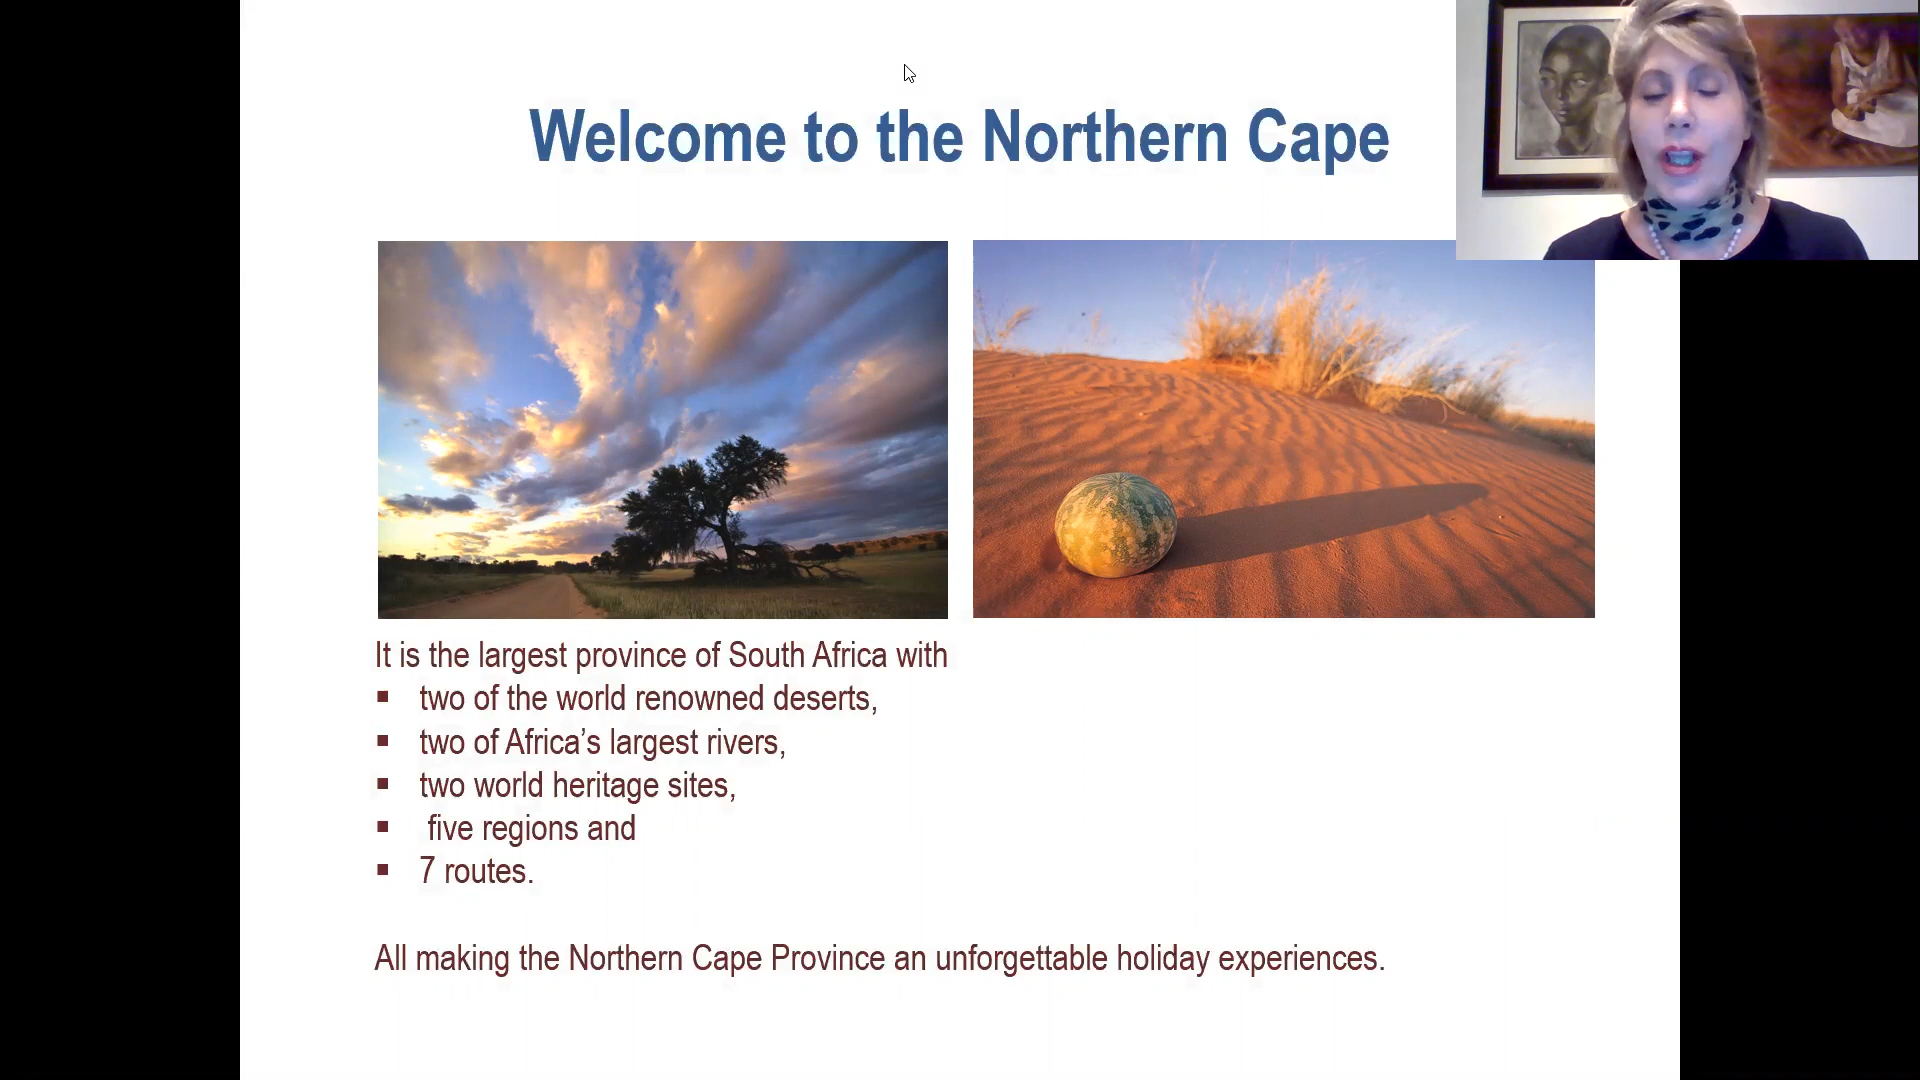 Welcome to the Northern Cape
It is the largest province of South Africa with
▪ two of the world renowned deserts,
▪ two of Africa’s largest rivers,
▪ two world heritage sites,
▪ five regions and
▪ 7 routes.
All making the Northern Cape Province an unforgettable holiday experiences.